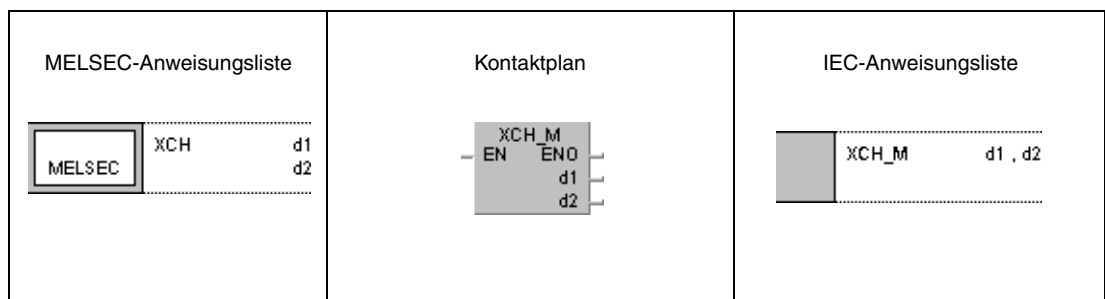 MELSEC-Anweisungsliste
MELSEC
XCH d1
d2
Kontaktplan
XCH_M
EN ENO
d1
d2
IEC-Anweisungsliste
XCH_M d1 , d2